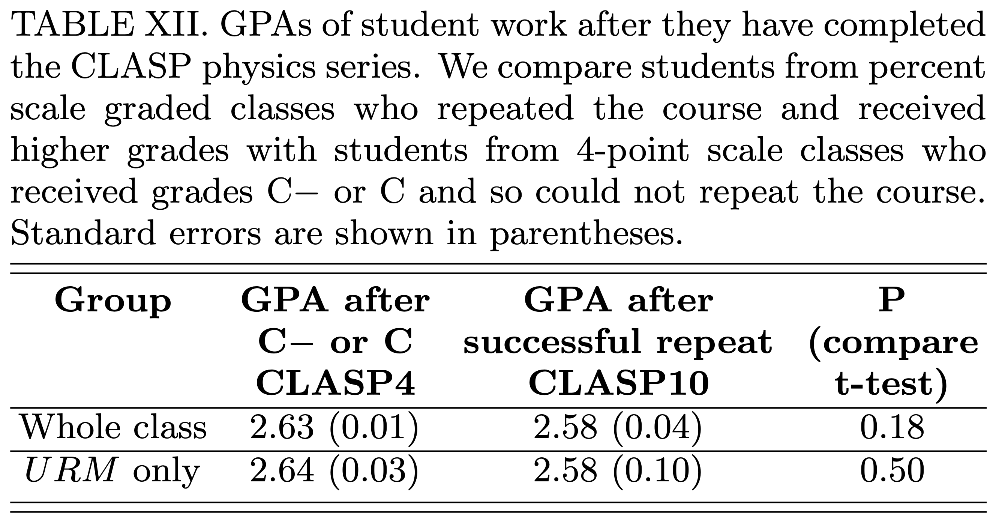 TABLE XII. GPAs of student work after they have completed
the CLASP physics series. We compare students from percent
scale graded classes who repeated the course and received
higher grades with students from 4-point scale classes who
received grades C− or C and so could not repeat the course.
Standard errors are shown in parentheses.
Group GPA after GPA after P
C− or C successful repeat (compare
CLASP4 CLASP10 t-test)
Whole class 2.63 (0.01) 2.58 (0.04) 0.18
URM only 2.64 (0.03) 2.58 (0.10) 0.50